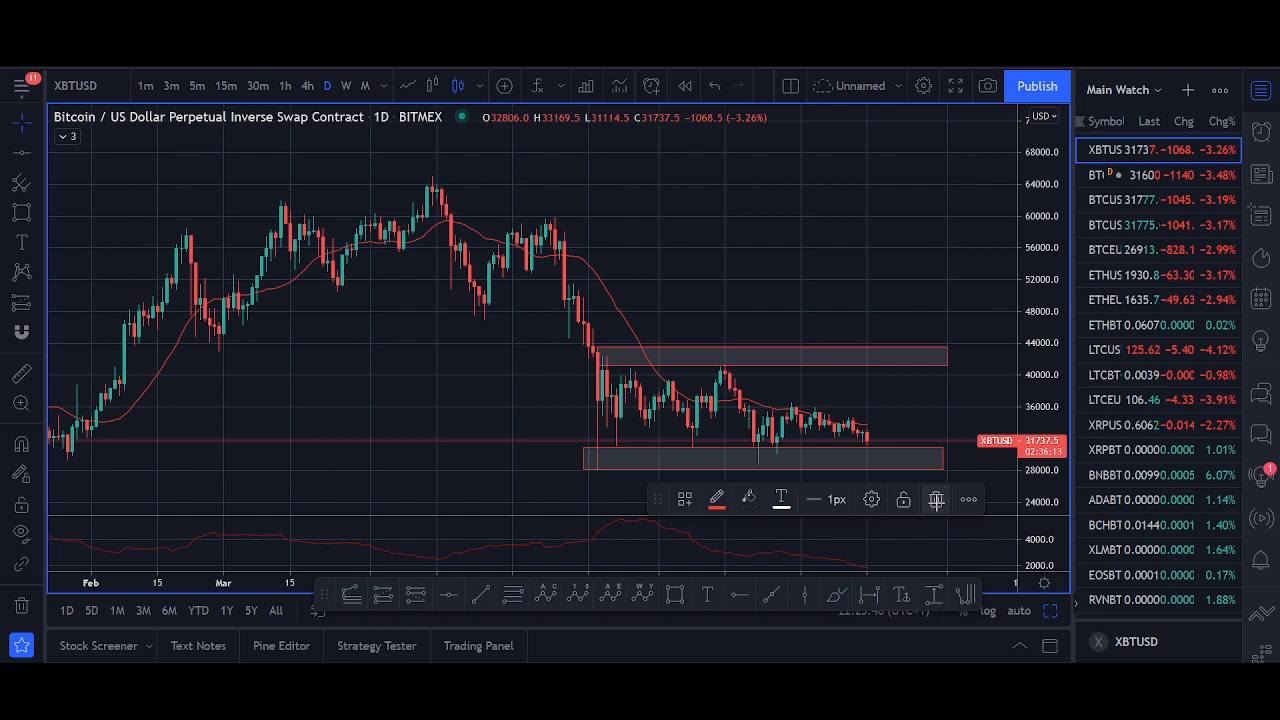 11
XBTUSD 1m 3m 5m 15m 30m 1h 4h D W M Unnamed Publish
Bitcoin / US Dollar Perpetual Inverse Swap Contract · 1D · BITMEX O32806.0 H33169.5 L31114.5 C31737.5 −1068.5 (−3.26%)
USD
3
68000.0
64000.0
60000.0
56000.0
52000.0
48000.0
44000.0
40000.0
36000.0
XBTUSD 31737.5
02:36:13
28000.0
24000.0
4000.0
2000.0
T 1px
Feb 15 Mar 15
1D 5D 1M 3M 6M YTD 1Y 5Y All log auto
Stock Screener Text Notes Pine Editor Strategy Tester Trading Panel
Main Watch
Symbol Last Chg Chg%
XBTUS 31737. −1068. −3.26%
BT D 31600 −1140 −3.48%
BTCUS 31777. −1045. −3.19%
BTCUS 31775. −1041. −3.17%
BTCEU 26913. −828.1 −2.99%
ETHUS 1930.8 −63.30 −3.17%
ETHEL 1635.7 −49.63 −2.94%
ETHBT 0.0607 0.0000 0.02%
LTCUS 125.62 −5.40 −4.12%
LTCBT 0.0039 −0.000 −0.98%
LTCEU 106.46 −4.33 −3.91%
XRPUS 0.6062 −0.014 −2.27%
XRPBT 0.0000 0.0000 1.01%
BNBBT 0.0099 0.0005 6.07%
ADABT 0.0000 0.0000 1.14%
BCHBT 0.0144 0.0001 1.40%
XLMBT 0.0000 0.0000 1.64%
EOSBT 0.0001 0.0000 0.17%
RVNBT 0.0000 0.0000 1.88%
X XBTUSD
1